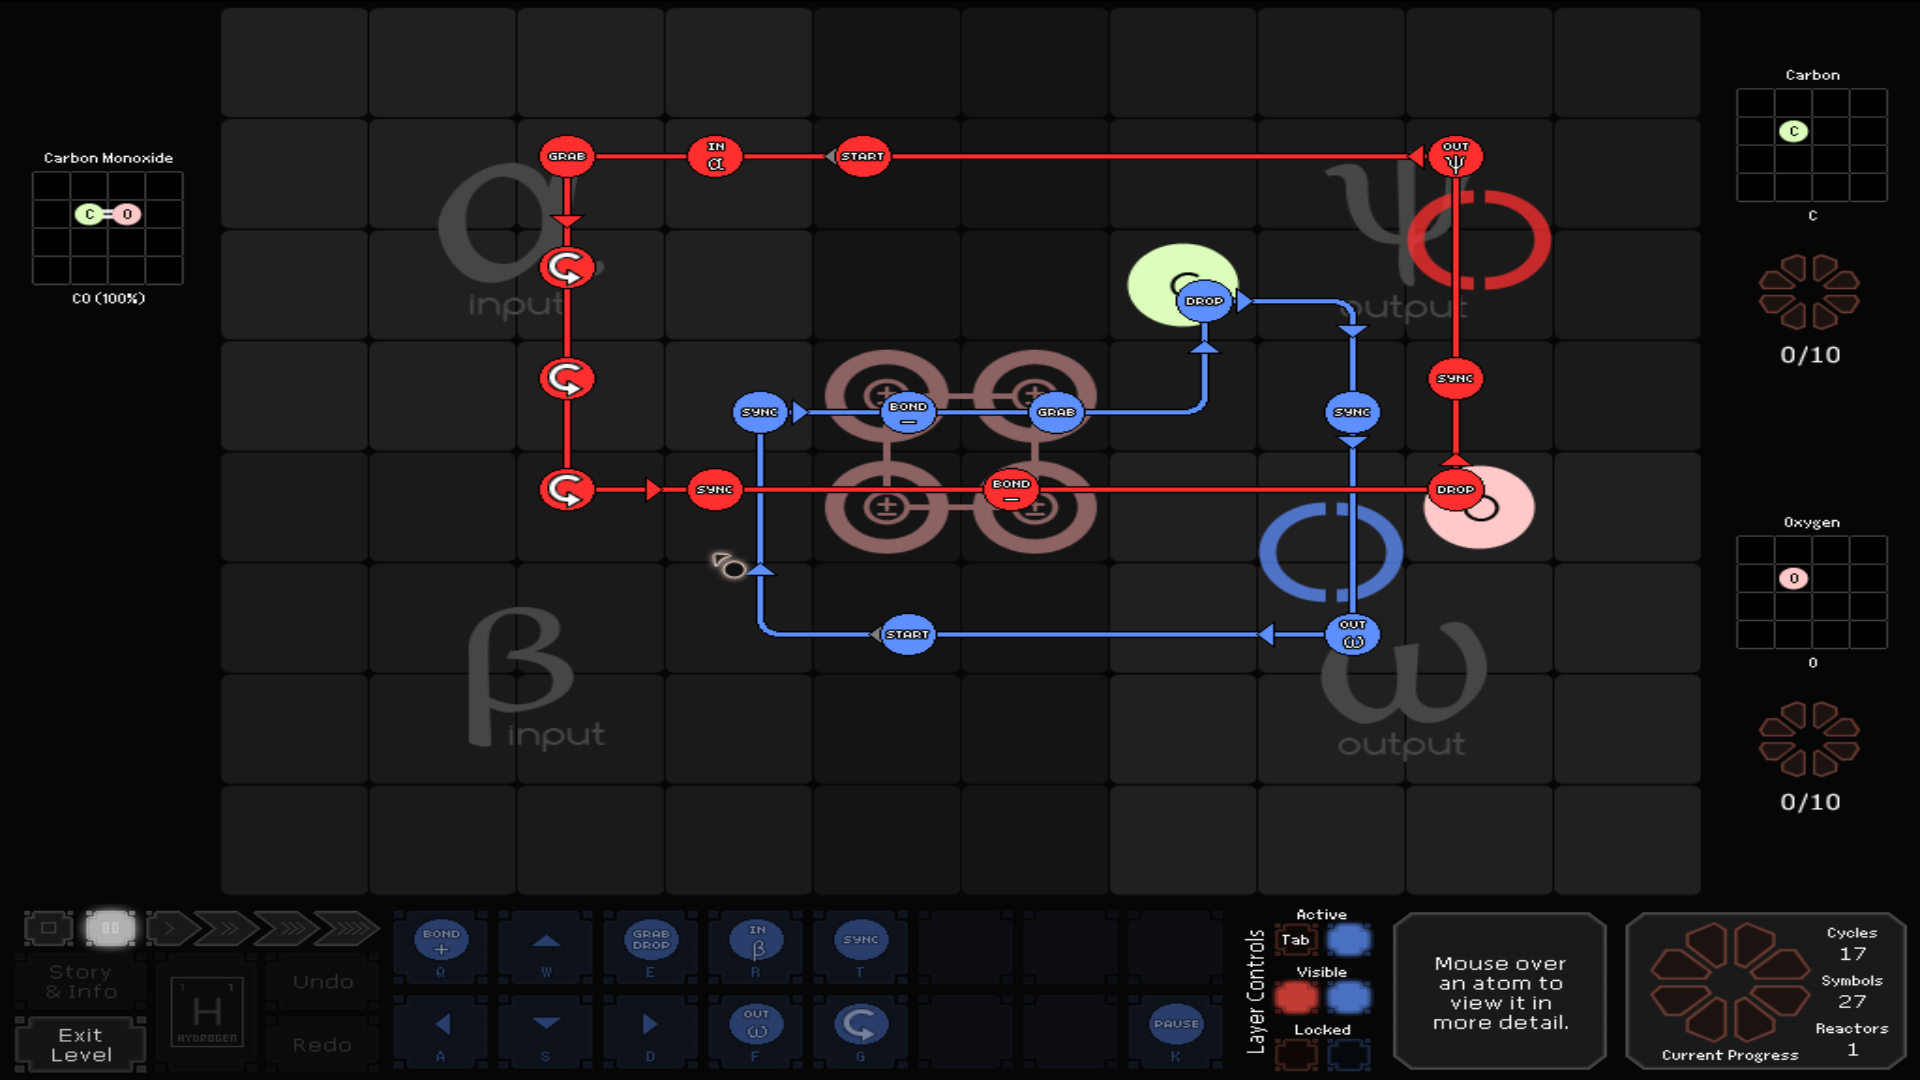 Carbon Monoxide
C
O
CO (100%)
α
input
β
input
ψ
output
ω
output
GRAB
IN
α
START
OUT
ψ
C
DROP
SYNC
BOND
−
GRAB
SYNC
SYNC
±
±
SYNC
BOND
−
DROP
O
±
±
START
OUT
ω
Carbon
C
C
0/10
Oxygen
O
O
0/10
Story
& Info
Exit
Level
1 1
H
HYDROGEN
Undo
Redo
BOND
+
Q
W
GRAB
DROP
E
IN
β
R
SYNC
T
A
S
D
OUT
ω
F
G
PAUSE
K
Layer Controls
Active
Tab
Visible
Locked
Mouse over
an atom to
view it in
more detail.
Cycles
17
Symbols
27
Reactors
1
Current Progress